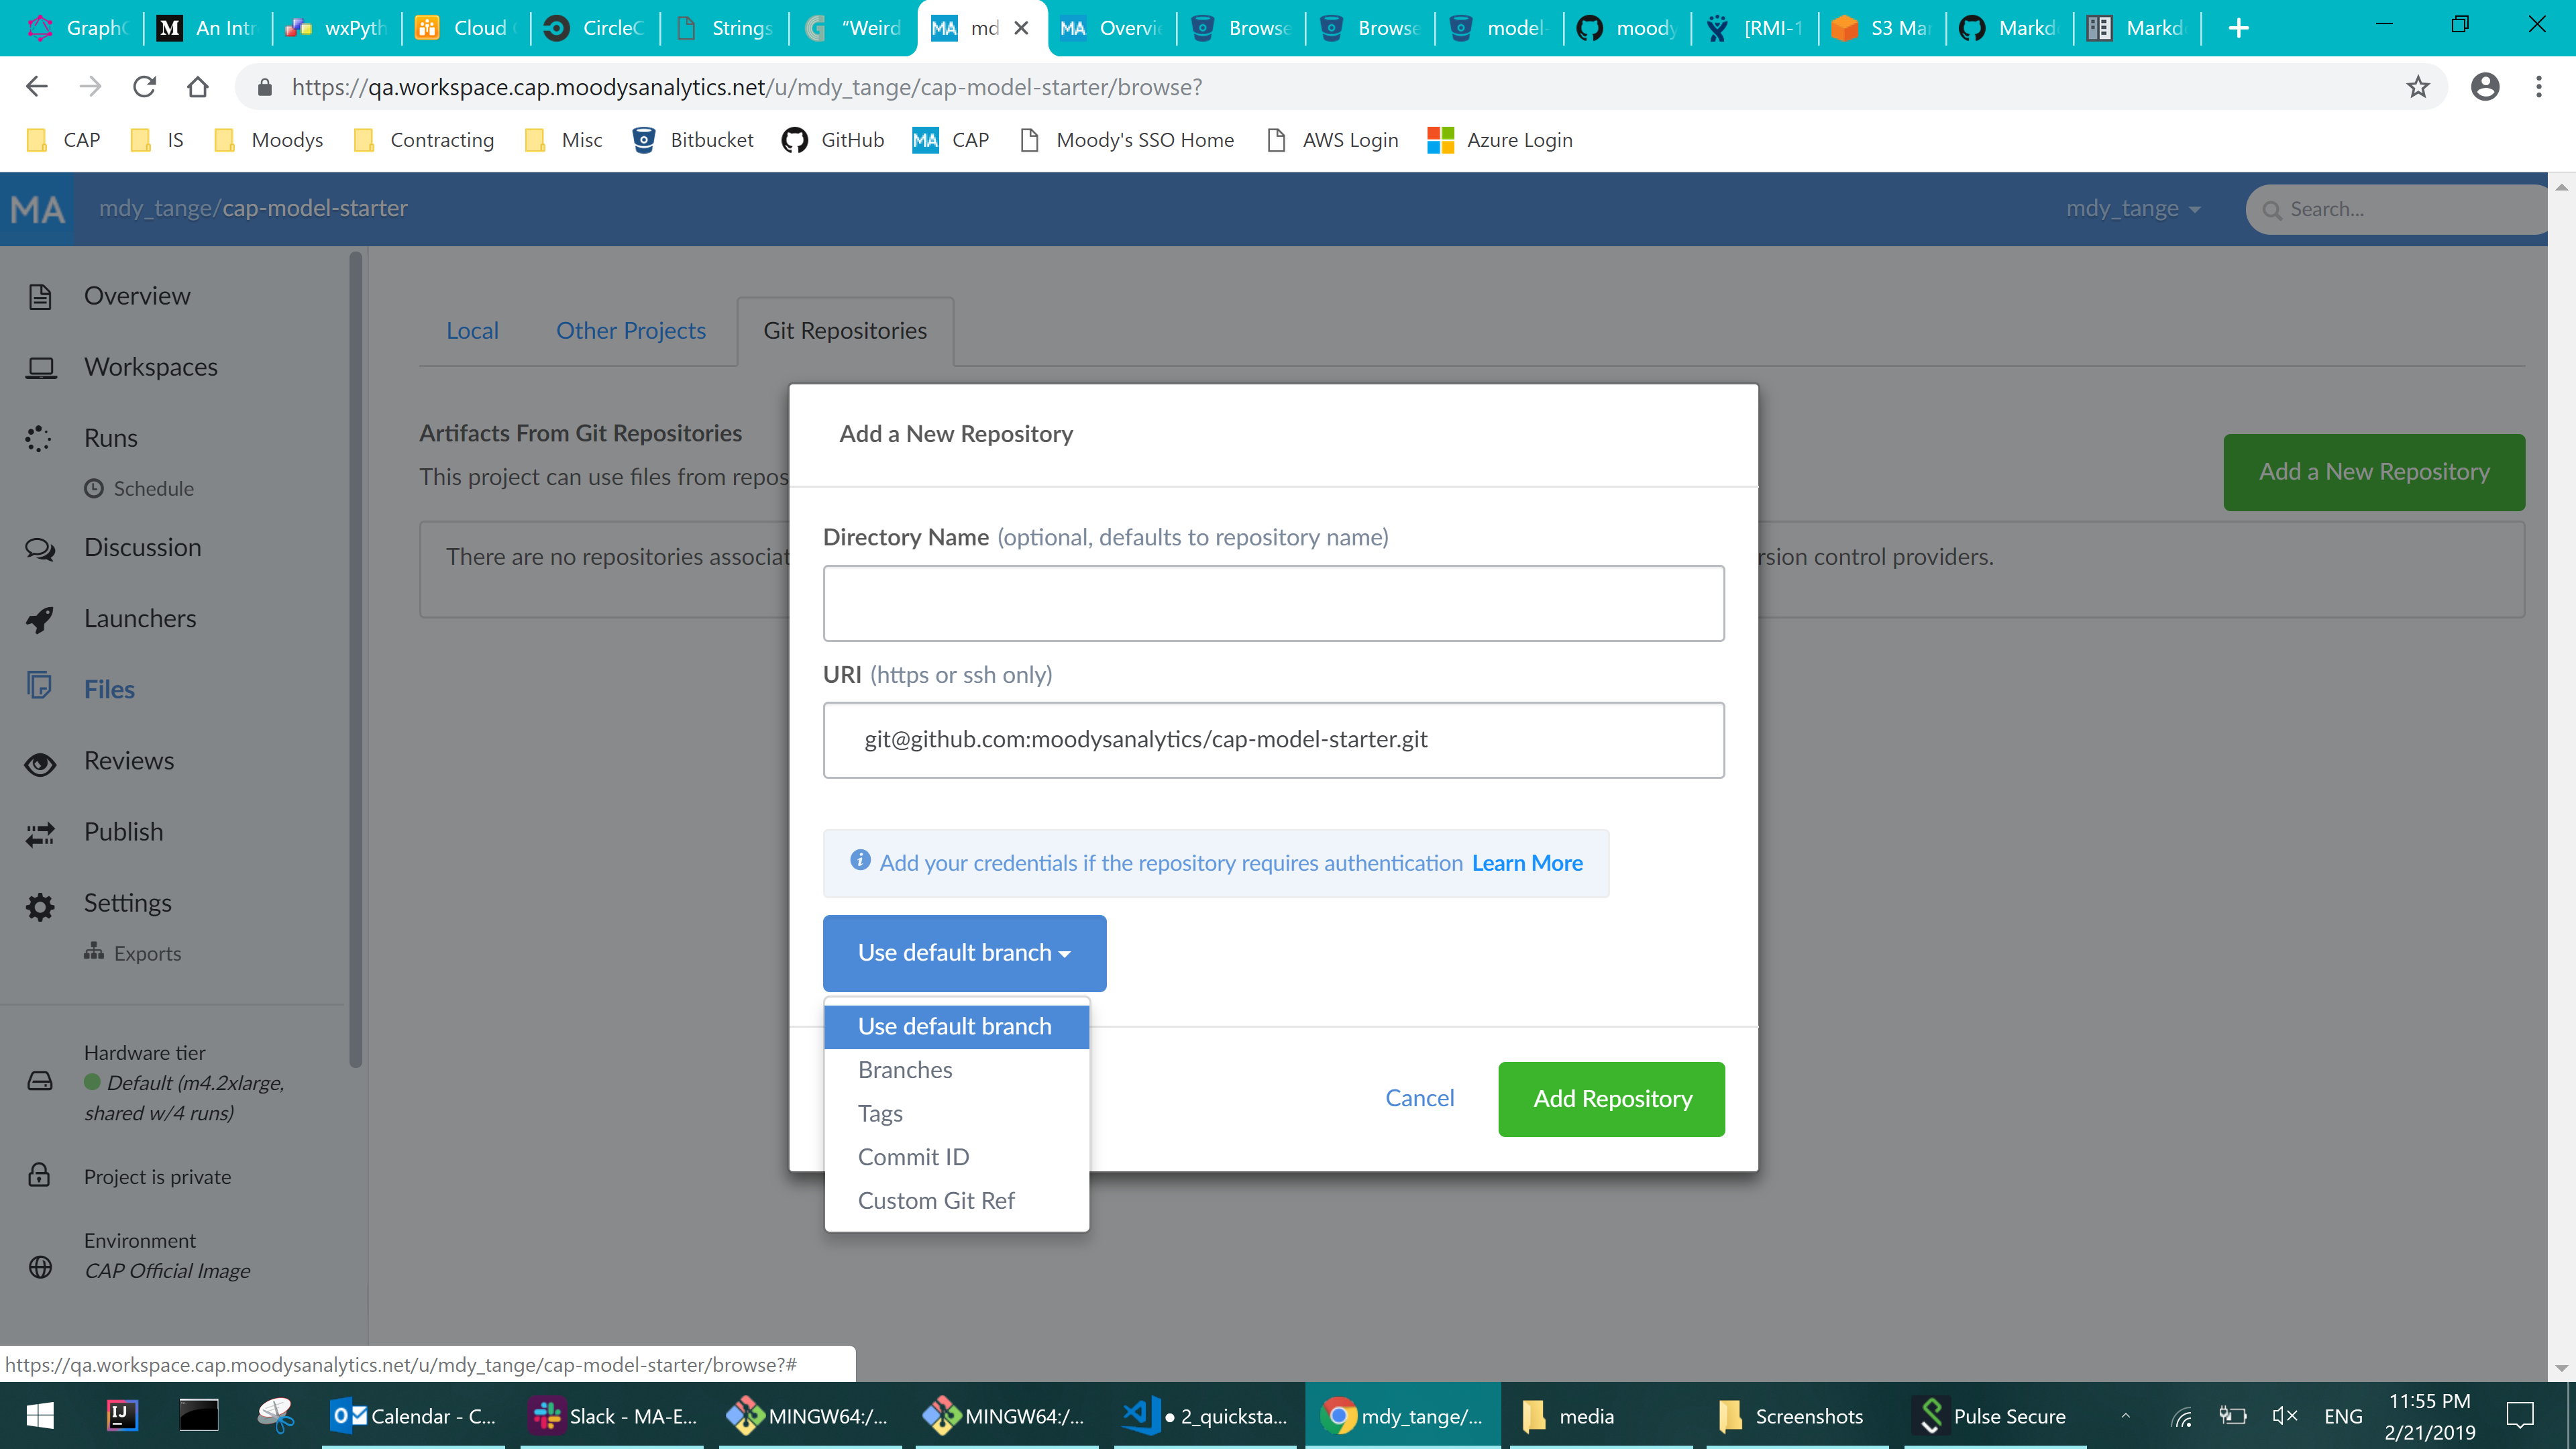 GraphQ
M An Intr
wxPyth
Cloud
CircleC
Strings
"Weird
MA md
MA Overvie
Browse
Browse
model-
moody
[RMI-1
S3 Mar
Markd
Markd
https://qa.workspace.cap.moodysanalytics.net/u/mdy_tange/cap-model-starter/browse?
CAP IS Moodys Contracting Misc Bitbucket GitHub MA CAP Moody's SSO Home AWS Login Azure Login
MA mdy_tange/cap-model-starter mdy_tange Search...
Overview
Workspaces
Runs
Schedule
Discussion
Launchers
Files
Reviews
Publish
Settings
Exports
Hardware tier
Default (m4.2xlarge,
shared w/4 runs)
Project is private
Environment
CAP Official Image
Local Other Projects Git Repositories
Artifacts From Git Repositories
This project can use files from repos
Add a New Repository
There are no repositories associat
rsion control providers.
Add a New Repository
Directory Name (optional, defaults to repository name)
URI (https or ssh only)
git@github.com:moodysanalytics/cap-model-starter.git
Add your credentials if the repository requires authentication Learn More
Use default branch
Use default branch
Branches
Tags
Commit ID
Custom Git Ref
Cancel Add Repository
https://qa.workspace.cap.moodysanalytics.net/u/mdy_tange/cap-model-starter/browse?#
IJ
Calendar - C...
Slack - MA-E...
MINGW64:/...
MINGW64:/...
● 2_quicksta...
mdy_tange/...
media
Screenshots
Pulse Secure
ENG
11:55 PM
2/21/2019